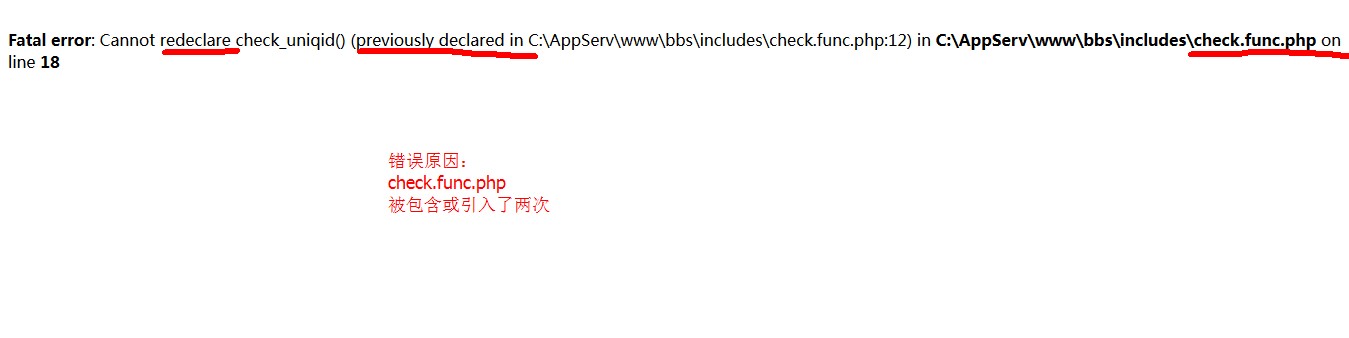 Fatal error: Cannot redeclare check_uniqid() (previously declared in C:\AppServ\www\bbs\includes\check.func.php:12) in C:\AppServ\www\bbs\includes\check.func.php on
line 18
错误原因：
check.func.php
被包含或引入了两次